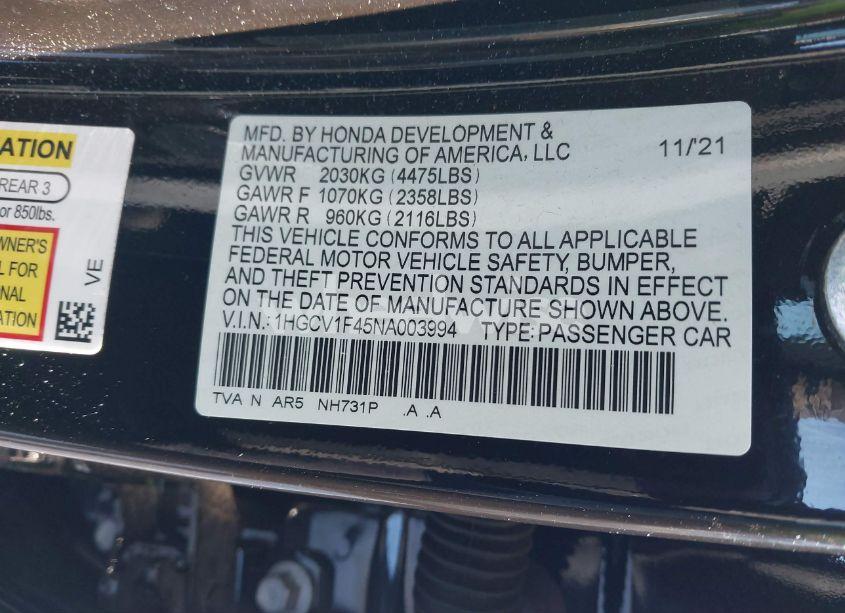 ATION
REAR 3
or 850lbs.
WNER'S
L FOR
ONAL
ATION
VE
MFD. BY HONDA DEVELOPMENT &
MANUFACTURING OF AMERICA, LLC 11/21
GVWR 2030KG (4475LBS)
GAWR F 1070KG (2358LBS)
GAWR R 960KG (2116LBS)
THIS VEHICLE CONFORMS TO ALL APPLICABLE
FEDERAL MOTOR VEHICLE SAFETY, BUMPER,
AND THEFT PREVENTION STANDARDS IN EFFECT
ON THE DATE OF MANUFACTURE SHOWN ABOVE.
V.I.N.: 1HGCV1F45NA003994 TYPE: PASSENGER CAR
TVA N AR5 NH731P .A .A